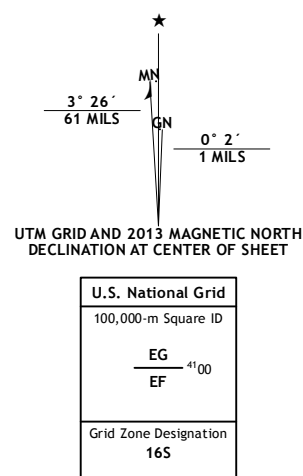 ★
MN
3° 26´
61 MILS
GN
0° 2´
1 MILS
UTM GRID AND 2013 MAGNETIC NORTH
DECLINATION AT CENTER OF SHEET
U.S. National Grid
100,000-m Square ID
EG
4100
EF
Grid Zone Designation
16S